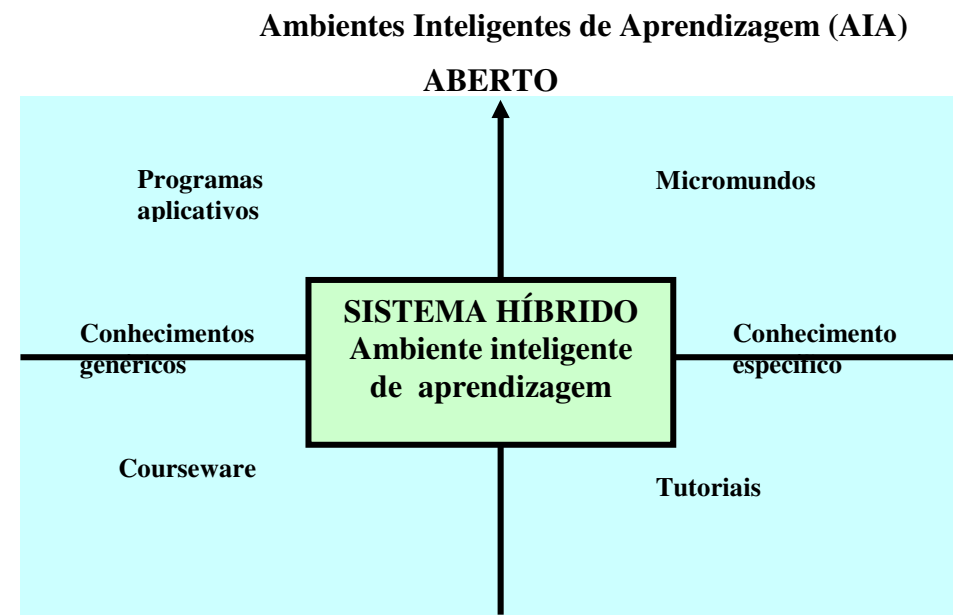 Ambientes Inteligentes de Aprendizagem (AIA)
ABERTO
Programas
aplicativos
Micromundos
SISTEMA HÍBRIDO
Ambiente inteligente
de aprendizagem
Conhecimentos
genéricos
Conhecimento
específico
Courseware
Tutoriais